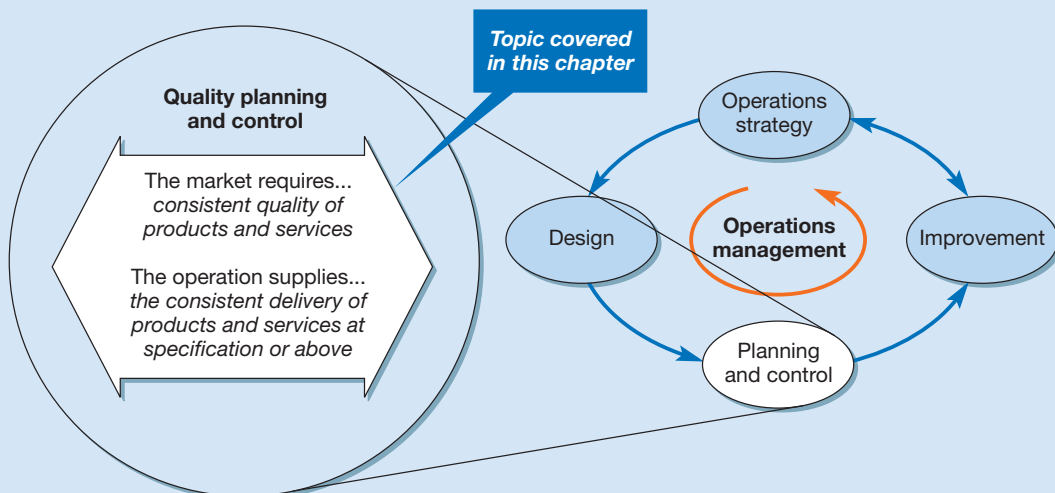 Topic covered
in this chapter
Quality planning
and control
The market requires...
consistent quality of
products and services
The operation supplies...
the consistent delivery of
products and services at
specification or above
Operations
strategy
Design
Operations
management
Improvement
Planning
and control